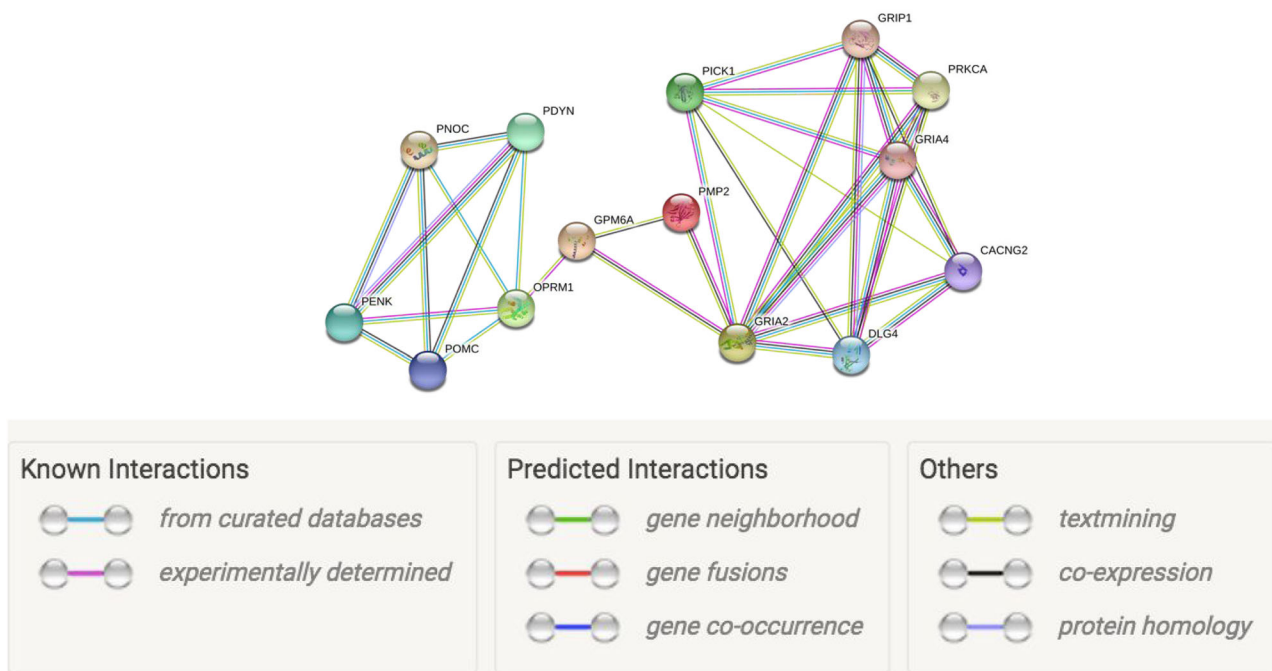 GRIP1
PICK1
PRKCA
PDYN
PNOC
GRIA4
PMP2
GPM6A
CACNG2
OPRM1
PENK
GRIA2
DLG4
POMC
Known Interactions
from curated databases
experimentally determined
Predicted Interactions
gene neighborhood
gene fusions
gene co-occurrence
Others
textmining
co-expression
protein homology